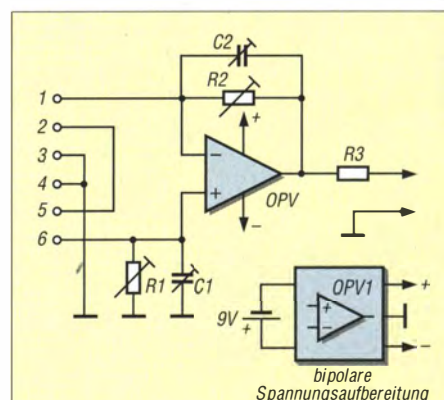 C2
R2
1
2
3
4
5
6
−
+
+
−
OPV
R3
R1
C1
9V
+
OPV1
+
−
+
−
bipolare
Spannungsaufbereitung